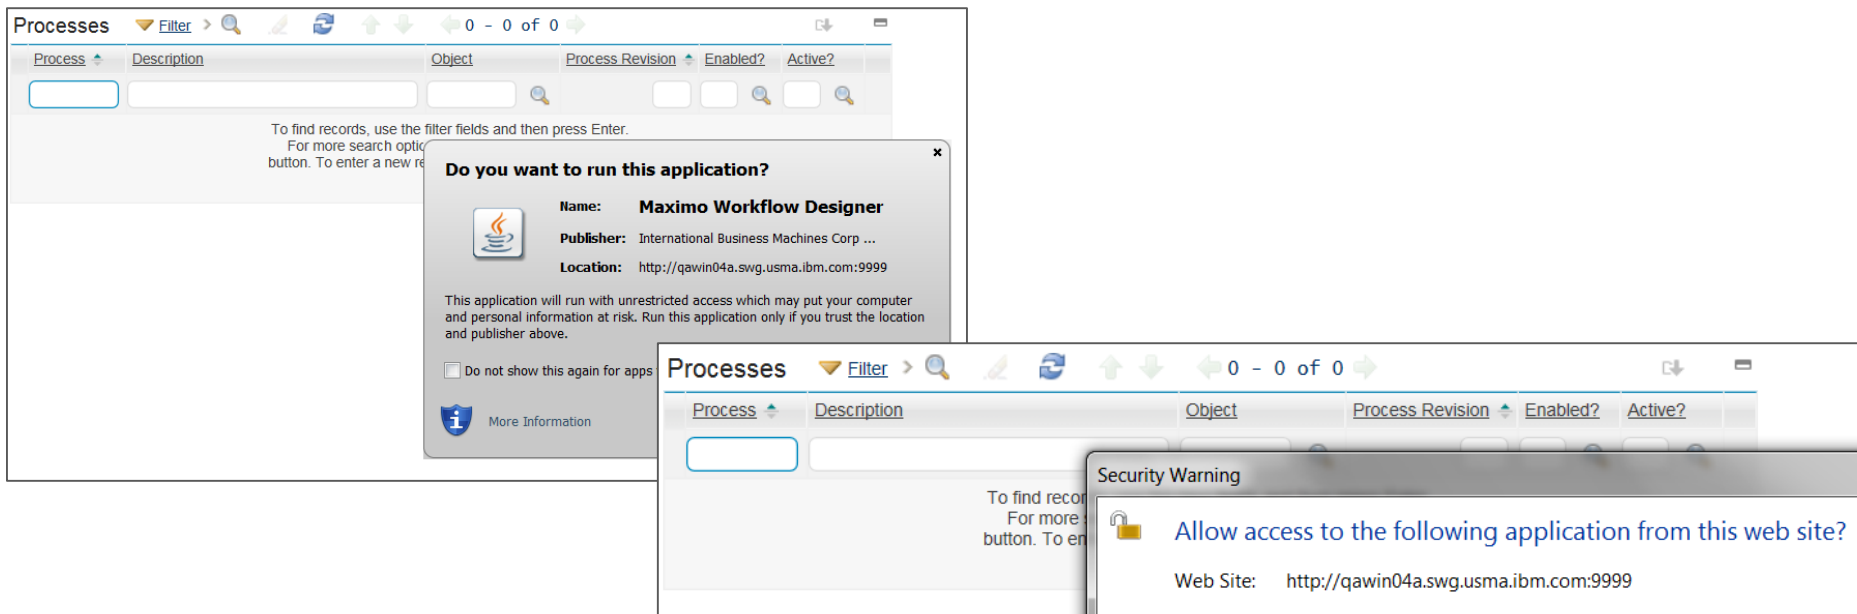 Processes Filter 0 - 0 of 0
Process Description Object Process Revision Enabled? Active?
To find records, use the filter fields and then press Enter.
For more search optio
button. To enter a new re
Do you want to run this application?
Name: Maximo Workflow Designer
Publisher: International Business Machines Corp ...
Location: http://qawin04a.swg.usma.ibm.com:9999
This application will run with unrestricted access which may put your computer
and personal information at risk. Run this application only if you trust the location
and publisher above.
Do not show this again for apps
More Information
Processes Filter 0 - 0 of 0
Process Description Object Process Revision Enabled? Active?
To find recor
For more
button. To en
Security Warning
Allow access to the following application from this web site?
Web Site: http://qawin04a.swg.usma.ibm.com:9999